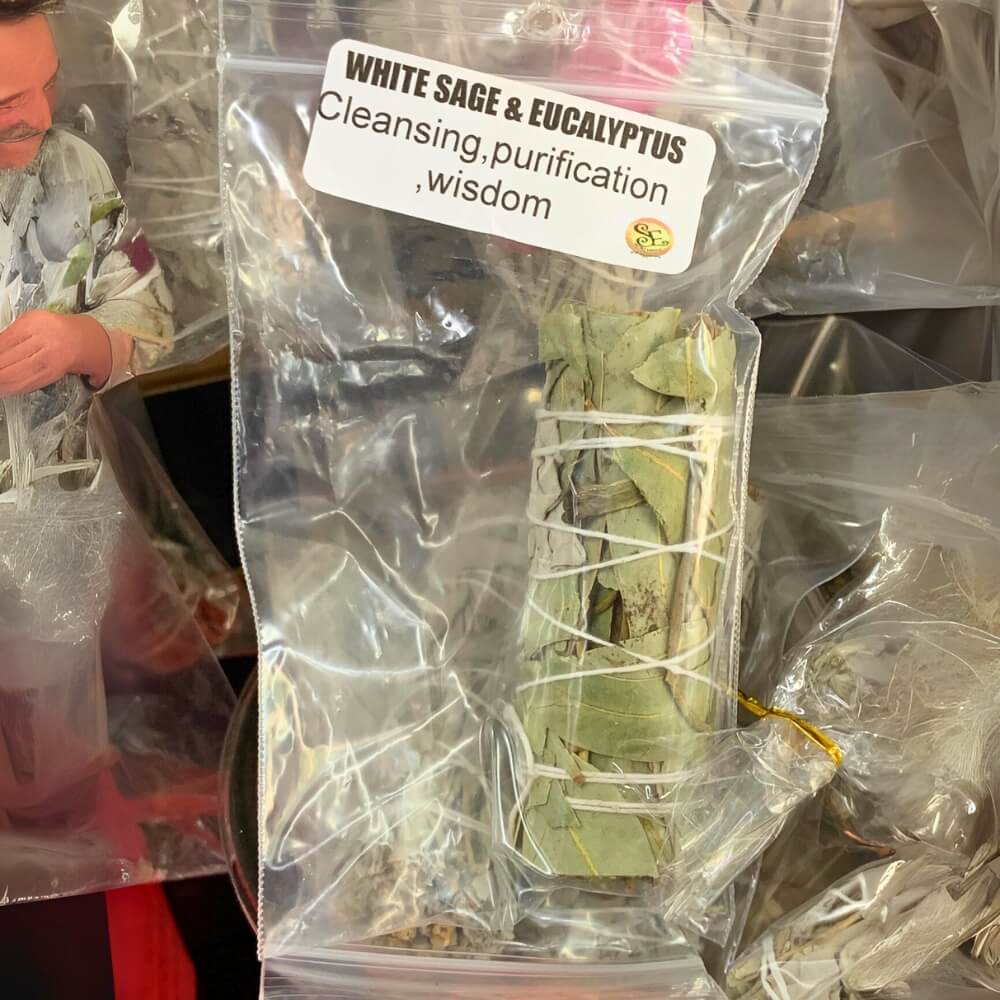 WHITE SAGE & EUCALYPTUS
Cleansing,purification
,wisdom
SE